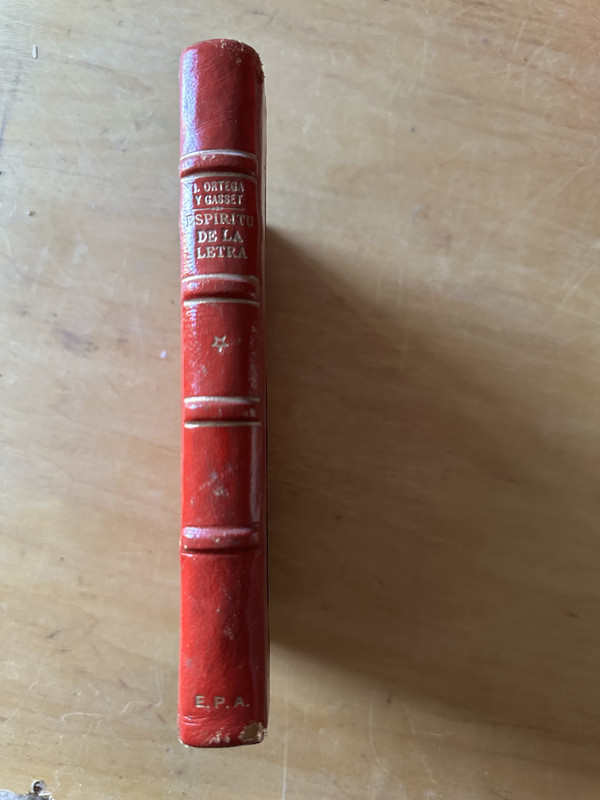 J. ORTEGA
Y GASSET
ESPIRITU
DE LA
LETRA
E.P.A.